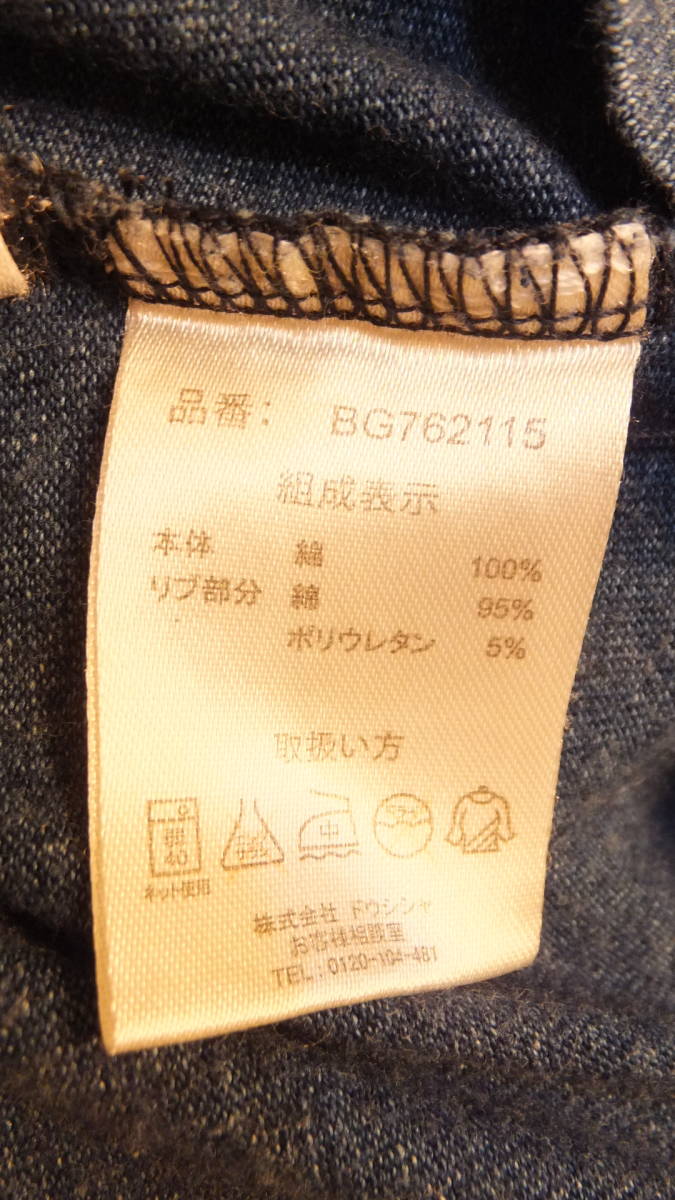 品番： BG762115
組成表示
本体 綿 100%
リブ部分 綿 95%
ポリウレタン 5%
取扱い方
弱 40 中
ネット使用
株式会社 ドウシシャ
お客様相談室
TEL：0120-104-481